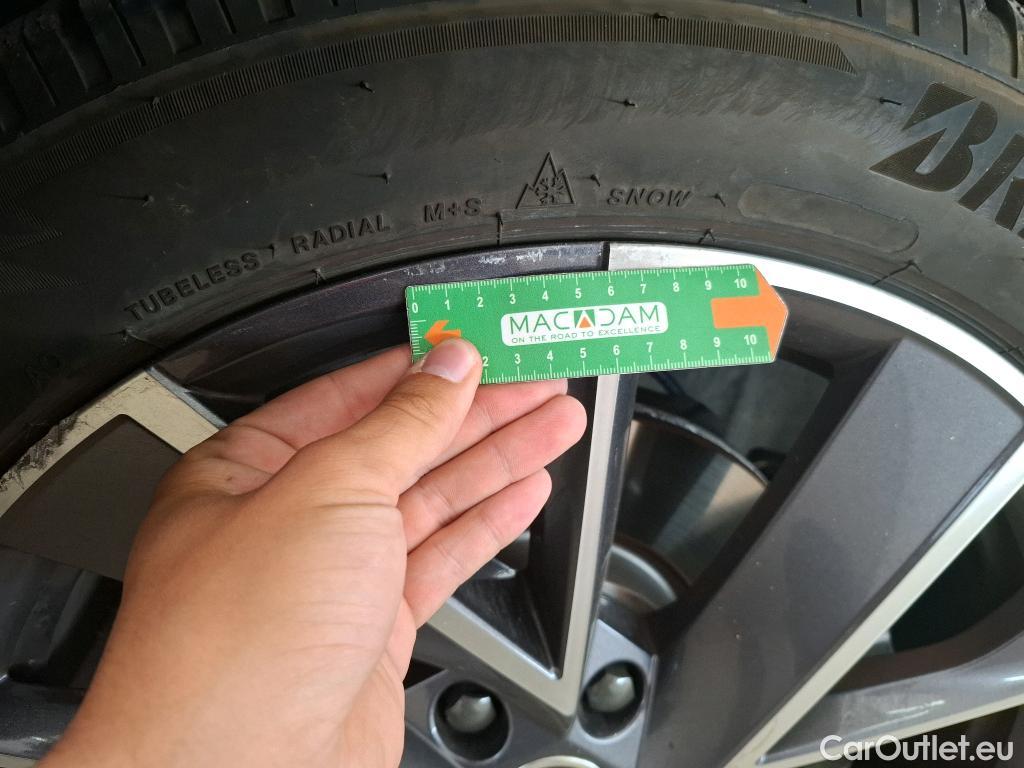 TUBELESS RADIAL M+S SNOW
BR
0 1 2 3 4 5 6 7 8 9 10
MACADAM
ON THE ROAD TO EXCELLENCE
2 3 4 5 6 7 8 9 10
CarOutlet.eu